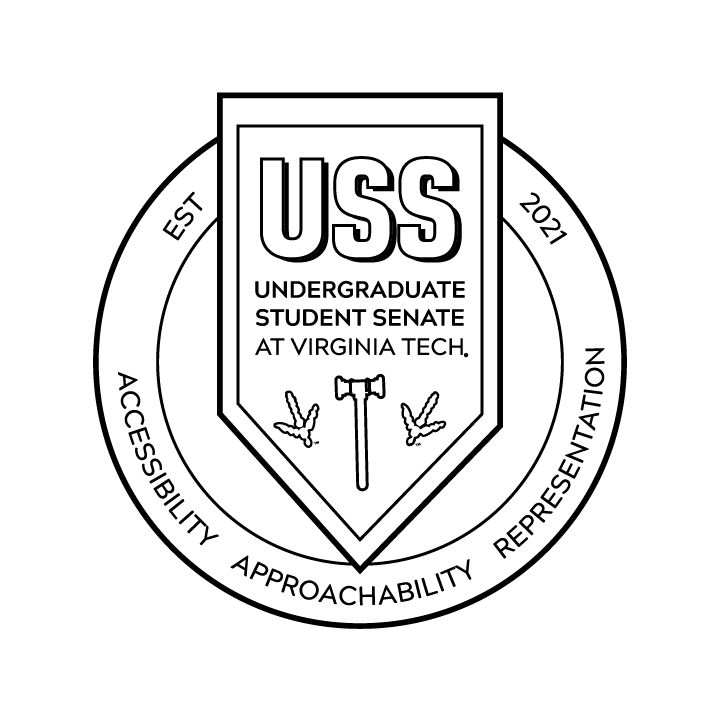 USS
UNDERGRADUATE
STUDENT SENATE
AT VIRGINIA TECH.
EST
2021
ACCESSIBILITY
APPROACHABILITY
REPRESENTATION